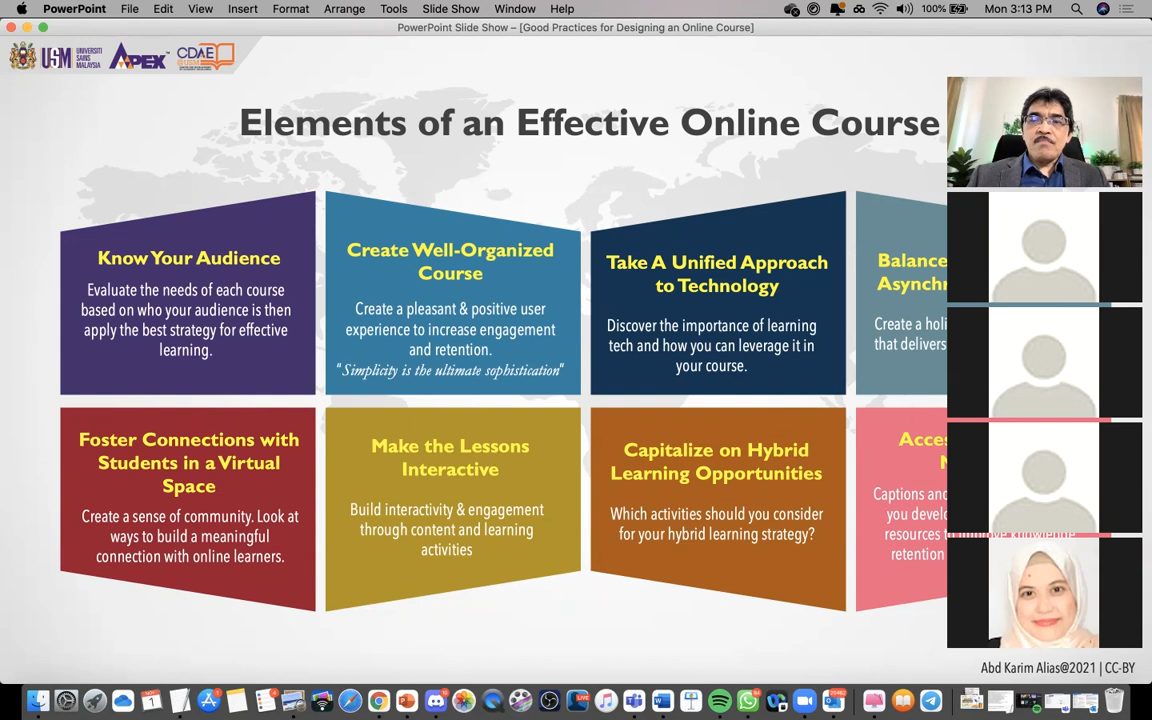 PowerPoint File Edit View Insert Format Arrange Tools Slide Show Window Help 100% Mon 3:13 PM
PowerPoint Slide Show – [Good Practices for Designing an Online Course]
USM UNIVERSITI SAINS MALAYSIA APEX™ CDAE
Elements of an Effective Online Course
Know Your Audience
Evaluate the needs of each course
based on who your audience is then
apply the best strategy for effective
learning.
Create Well-Organized
Course
Create a pleasant & positive user
experience to increase engagement
and retention.
"Simplicity is the ultimate sophistication"
Take A Unified Approach
to Technology
Discover the importance of learning
tech and how you can leverage it in
your course.
Balance
Create a holi
that delivers
Foster Connections with
Students in a Virtual
Space
Create a sense of community. Look at
ways to build a meaningful
connection with online learners.
Make the Lessons
Interactive
Build interactivity & engagement
through content and learning
activities
Capitalize on Hybrid
Learning Opportunities
Which activities should you consider
for your hybrid learning strategy?
Acces
Captions and
you develo
resources to improve knowledge
retention
Abd Karim Alias@2021 | CC-BY